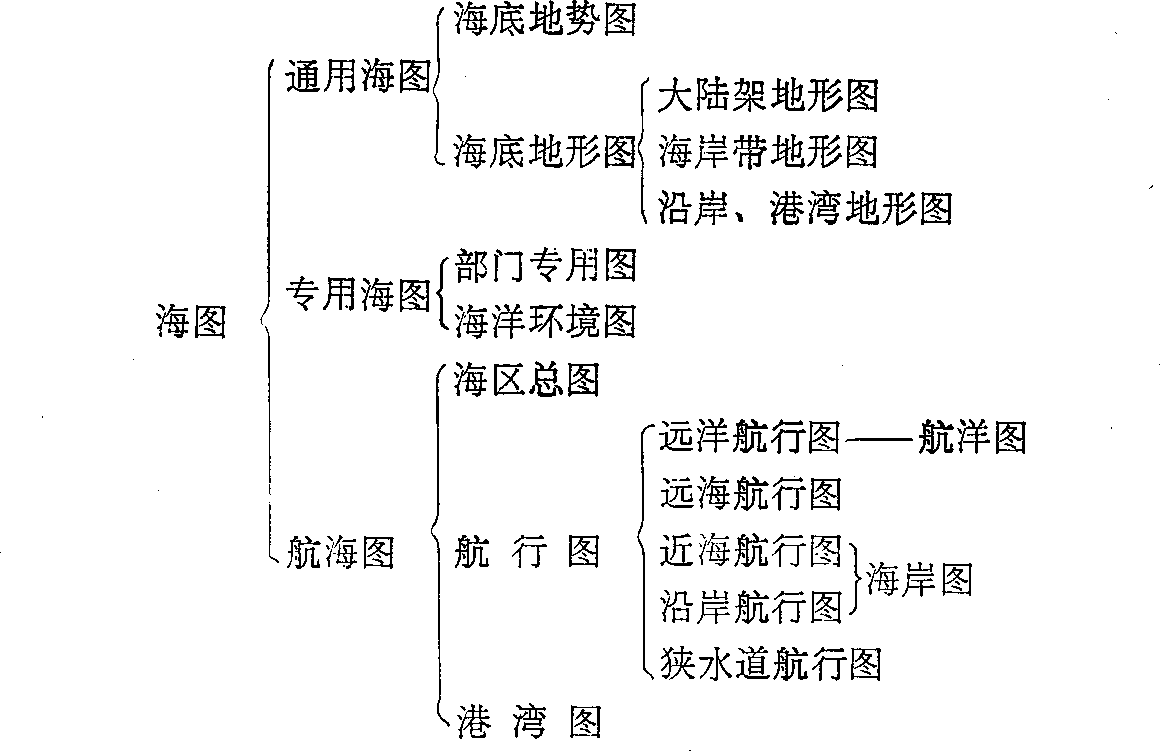 海底地势图
通用海图
大陆架地形图
海底地形图
海岸带地形图
沿岸、港湾地形图
部门专用图
专用海图
海图
海洋环境图
海区总图
远洋航行图——航洋图
远海航行图
航海图
航行图
近海航行图
海岸图
沿岸航行图
狭水道航行图
港湾图